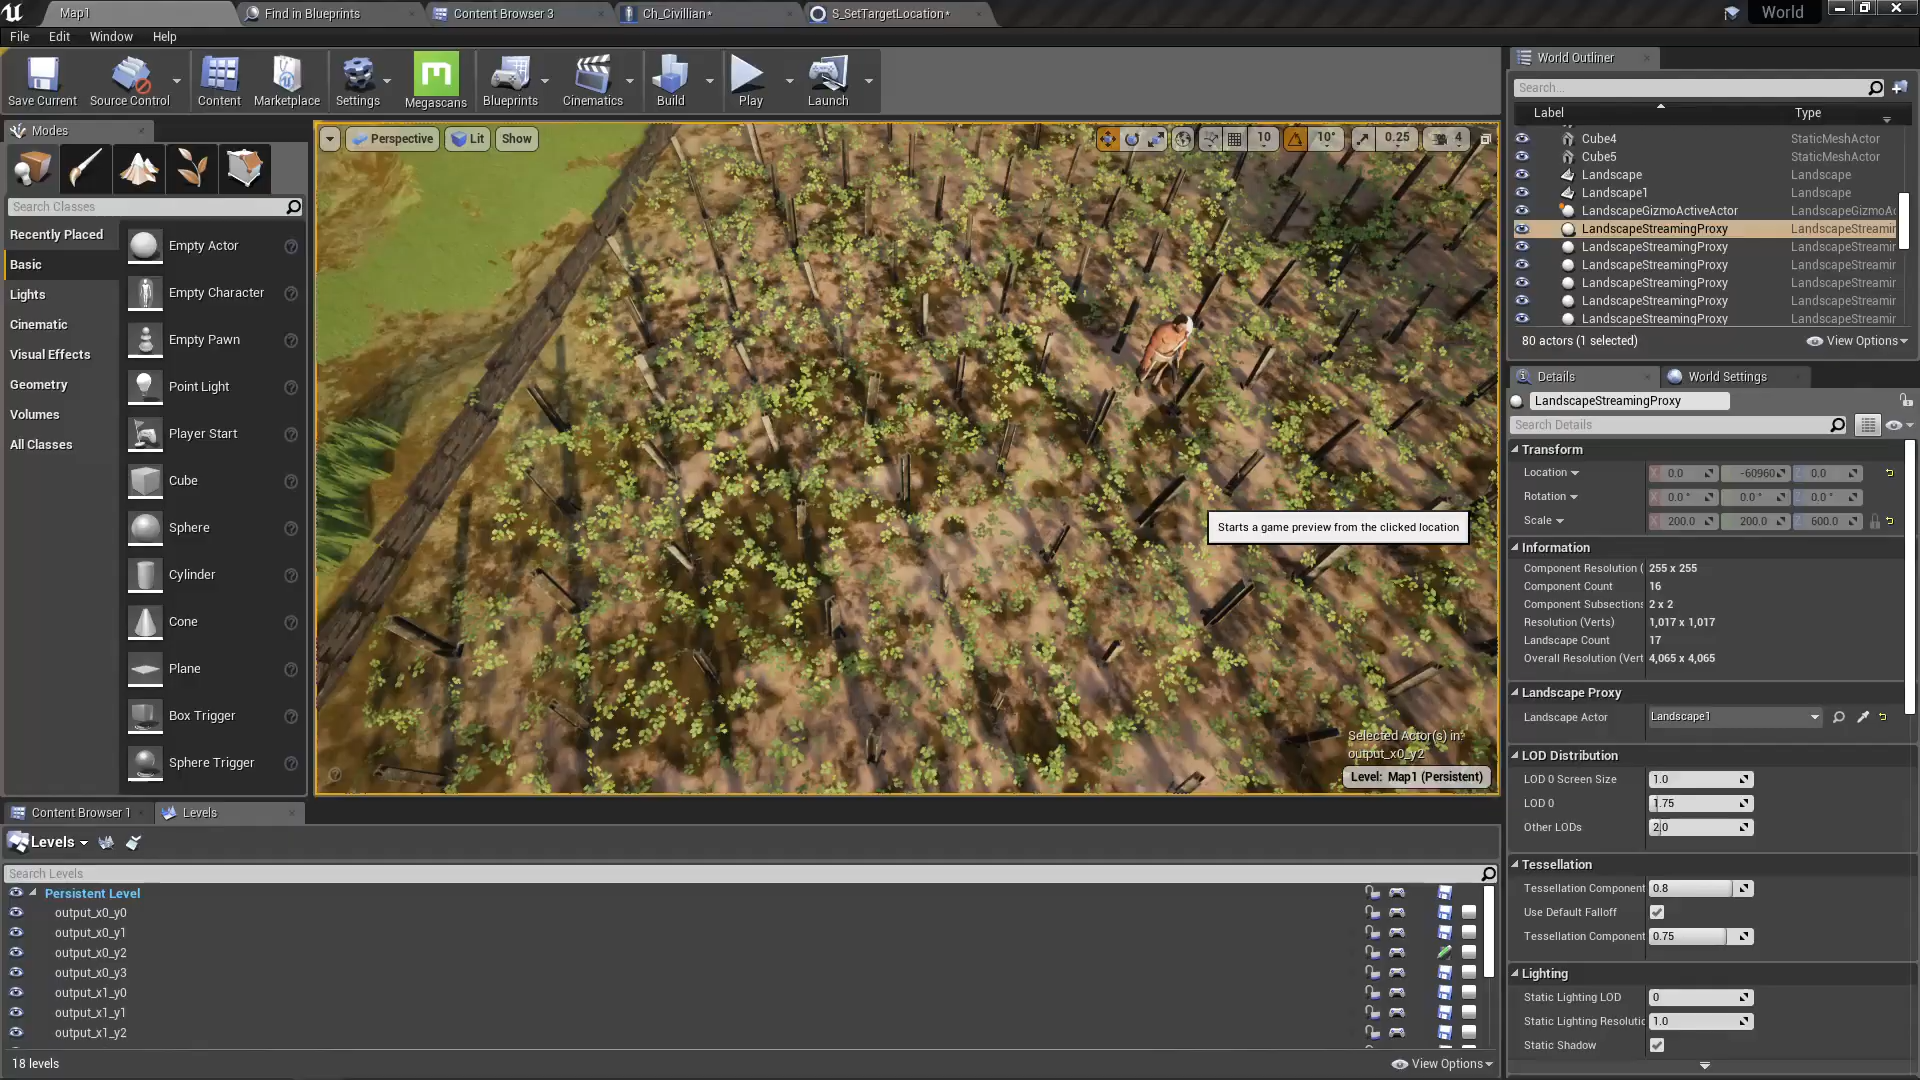 Map1
Find in Blueprints
Content Browser 3
Ch_Civillian*
S_SetTargetLocation*
World
File
Edit
Window
Help
Save Current
Source Control
Content
Marketplace
Settings
Megascans
Blueprints
Cinematics
Build
Play
Launch
Modes
Search Classes
Recently Placed
Basic
Lights
Cinematic
Visual Effects
Geometry
Volumes
All Classes
Empty Actor
Empty Character
Empty Pawn
Point Light
Player Start
Cube
Sphere
Cylinder
Cone
Plane
Box Trigger
Sphere Trigger
Perspective
Lit
Show
10
10°
0.25
4
Starts a game preview from the clicked location
Selected Actor(s) in:
output_x0_y2
Level: Map1 (Persistent)
World Outliner
Search...
Label
Type
Cube4
StaticMeshActor
Cube5
StaticMeshActor
Landscape
Landscape
Landscape1
Landscape
LandscapeGizmoActiveActor
LandscapeGizmoAc
LandscapeStreamingProxy
LandscapeStreamir
LandscapeStreamingProxy
LandscapeStreamir
LandscapeStreamingProxy
LandscapeStreamir
LandscapeStreamingProxy
LandscapeStreamir
LandscapeStreamingProxy
LandscapeStreamir
LandscapeStreamingProxy
LandscapeStreamir
80 actors (1 selected)
View Options
Details
World Settings
LandscapeStreamingProxy
Search Details
Transform
Location
X 0.0
-60960
Z 0.0
Rotation
X 0.0 °
0.0 °
Z 0.0 °
Scale
X 200.0
200.0
Z 600.0
Information
Component Resolution (
255 x 255
Component Count
16
Component Subsections
2 x 2
Resolution (Verts)
1,017 x 1,017
Landscape Count
17
Overall Resolution (Vert
4,065 x 4,065
Landscape Proxy
Landscape Actor
Landscape1
LOD Distribution
LOD 0 Screen Size
1.0
LOD 0
1.75
Other LODs
2.0
Tessellation
Tessellation Component
0.8
Use Default Falloff
Tessellation Component
0.75
Lighting
Static Lighting LOD
0
Static Lighting Resolutic
1.0
Static Shadow
Content Browser 1
Levels
Levels
Search Levels
Persistent Level
output_x0_y0
output_x0_y1
output_x0_y2
output_x0_y3
output_x1_y0
output_x1_y1
output_x1_y2
18 levels
View Options